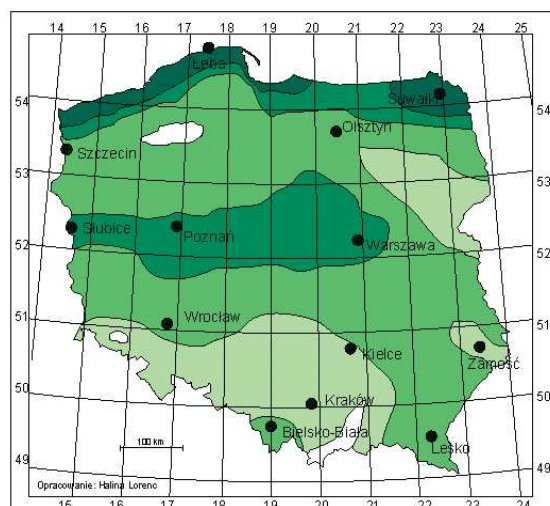 14 15 16 17 18 19 20 21 22 23
Łeba
54
Suwałki
54
Olsztyn
Szczecin
53
53
Słubice
Poznań
Warszawa
52
52
Wrocław
51
51
Kielce
Zamość
Kraków
50
50
Bielsko-Biała
Lesko
100 km
49
49
Opracowanie: Halina Lorenc
15 16 17 18 19 20 21 22 23 24